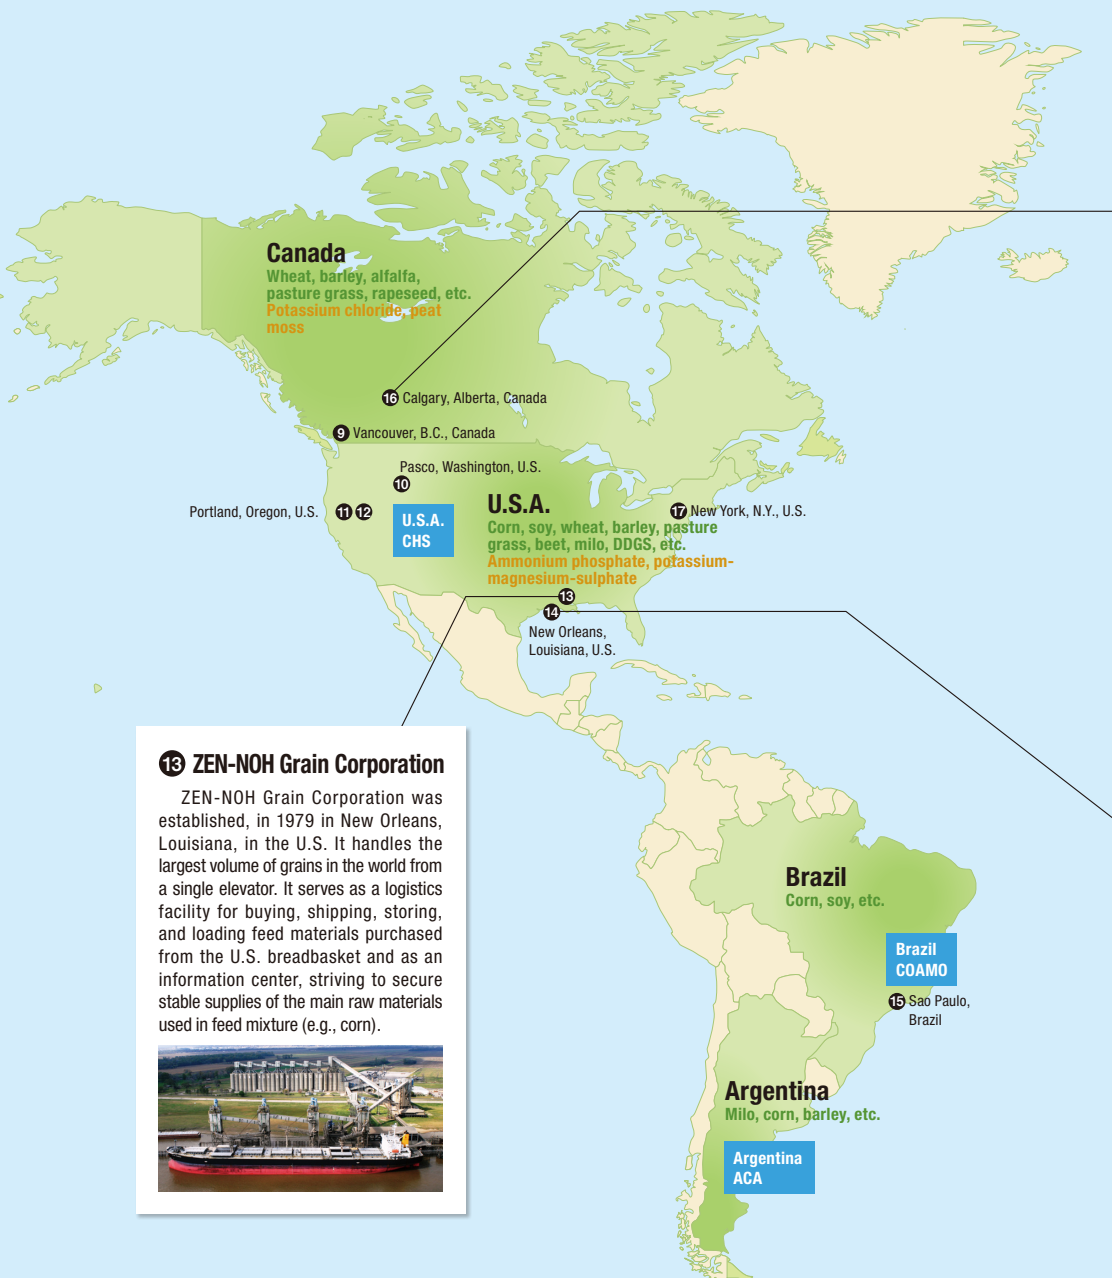 Canada
Wheat, barley, alfalfa,
pasture grass, rapeseed, etc.
Potassium chloride, peat
moss
16 Calgary, Alberta, Canada
9 Vancouver, B.C., Canada
Pasco, Washington, U.S.
10
Portland, Oregon, U.S. 11 12
U.S.A.
CHS
U.S.A.
Corn, soy, wheat, barley, pasture
grass, beet, milo, DDGS, etc.
Ammonium phosphate, potassium-
magnesium-sulphate
17 New York, N.Y., U.S.
13
14
New Orleans,
Louisiana, U.S.
13 ZEN-NOH Grain Corporation
ZEN-NOH Grain Corporation was
established, in 1979 in New Orleans,
Louisiana, in the U.S. It handles the
largest volume of grains in the world from
a single elevator. It serves as a logistics
facility for buying, shipping, storing,
and loading feed materials purchased
from the U.S. breadbasket and as an
information center, striving to secure
stable supplies of the main raw materials
used in feed mixture (e.g., corn).
Brazil
Corn, soy, etc.
Brazil
COAMO
15 Sao Paulo,
Brazil
Argentina
Milo, corn, barley, etc.
Argentina
ACA